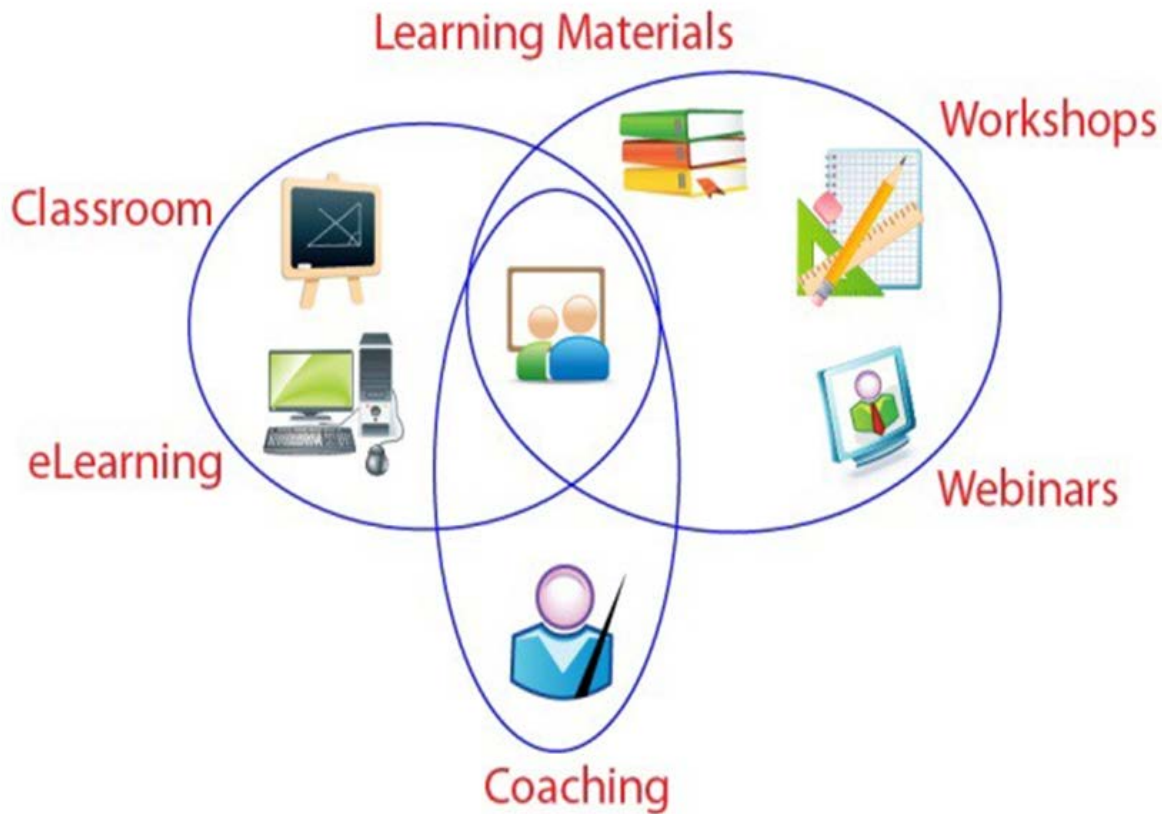 Learning Materials
Workshops
Classroom
eLearning
Webinars
Coaching